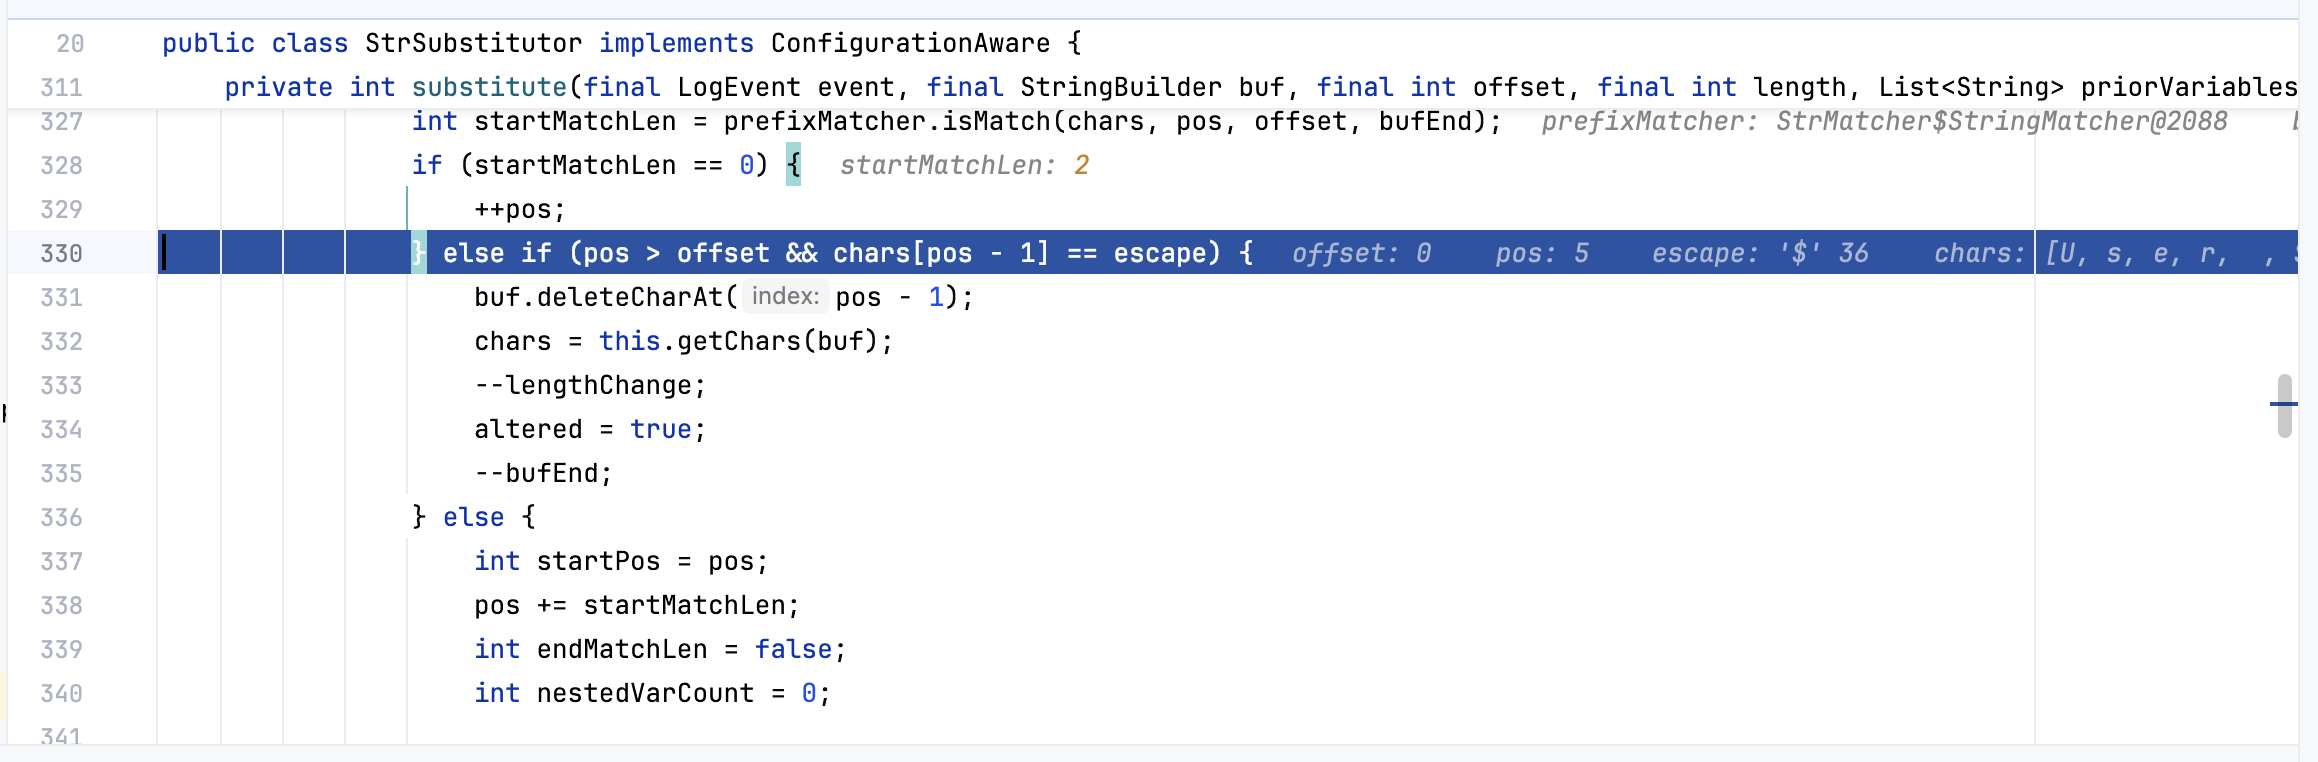 20 public class StrSubstitutor implements ConfigurationAware {
311 private int substitute(final LogEvent event, final StringBuilder buf, final int offset, final int length, List<String> priorVariables
327 int startMatchLen = prefixMatcher.isMatch(chars, pos, offset, bufEnd); prefixMatcher: StrMatcher$StringMatcher@2088
328 if (startMatchLen == 0) { startMatchLen: 2
329 ++pos;
330 } else if (pos > offset && chars[pos - 1] == escape) { offset: 0 pos: 5 escape: '$' 36 chars: [U, s, e, r,  ,
331 buf.deleteCharAt( index: pos - 1);
332 chars = this.getChars(buf);
333 --lengthChange;
334 altered = true;
335 --bufEnd;
336 } else {
337 int startPos = pos;
338 pos += startMatchLen;
339 int endMatchLen = false;
340 int nestedVarCount = 0;
341